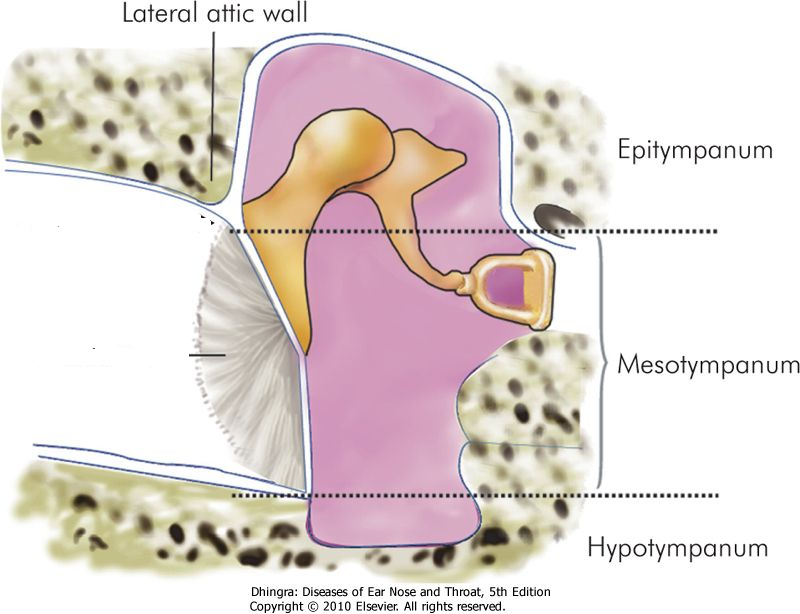 Lateral attic wall
Epitympanum
Mesotympanum
Hypotympanum
Dhingra: Diseases of Ear Nose and Throat, 5th Edition
Copyright © 2010 Elsevier. All rights reserved.